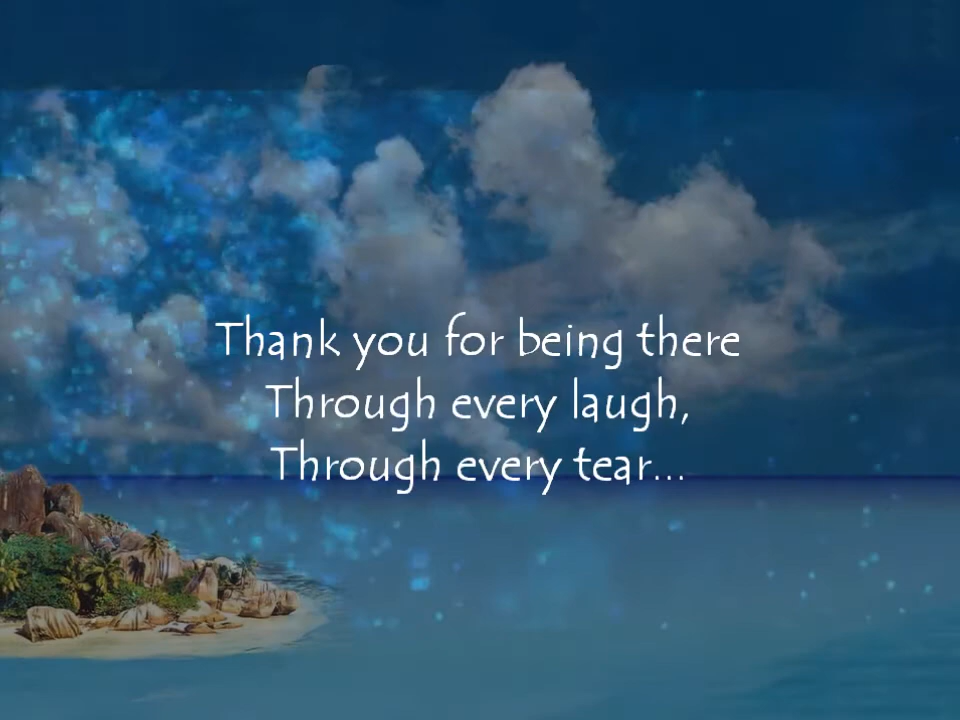 Thank you for being there
Through every laugh,
Through every tear...